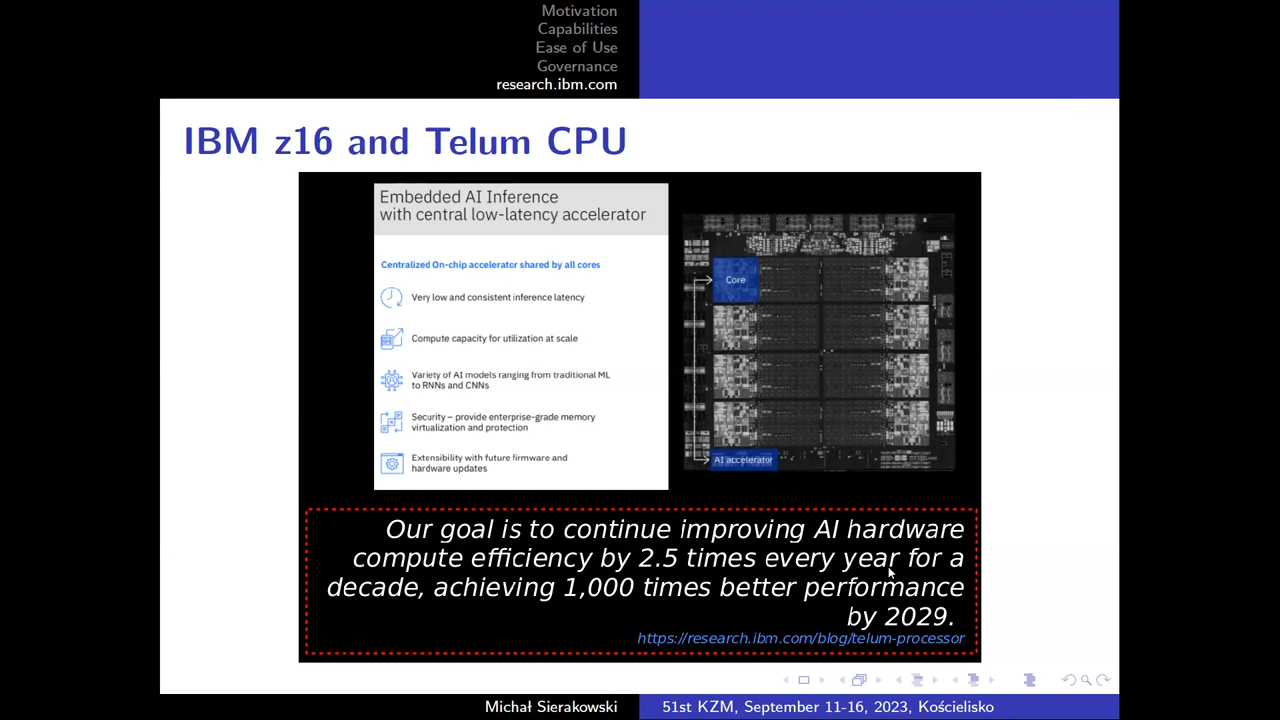 Motivation
Capabilities
Ease of Use
Governance
research.ibm.com
IBM z16 and Telum CPU
Embedded AI Inference
with central low-latency accelerator
Centralized On-chip accelerator shared by all cores
Very low and consistent inference latency
Compute capacity for utilization at scale
Variety of AI models ranging from traditional ML
to RNNs and CNNs
Security – provide enterprise-grade memory
virtualization and protection
Extensibility with future firmware and
hardware updates
Core
AI accelerator
Our goal is to continue improving AI hardware
compute efficiency by 2.5 times every year for a
decade, achieving 1,000 times better performance
by 2029.
https://research.ibm.com/blog/telum-processor
Michał Sierakowski
51st KZM, September 11-16, 2023, Kościelisko